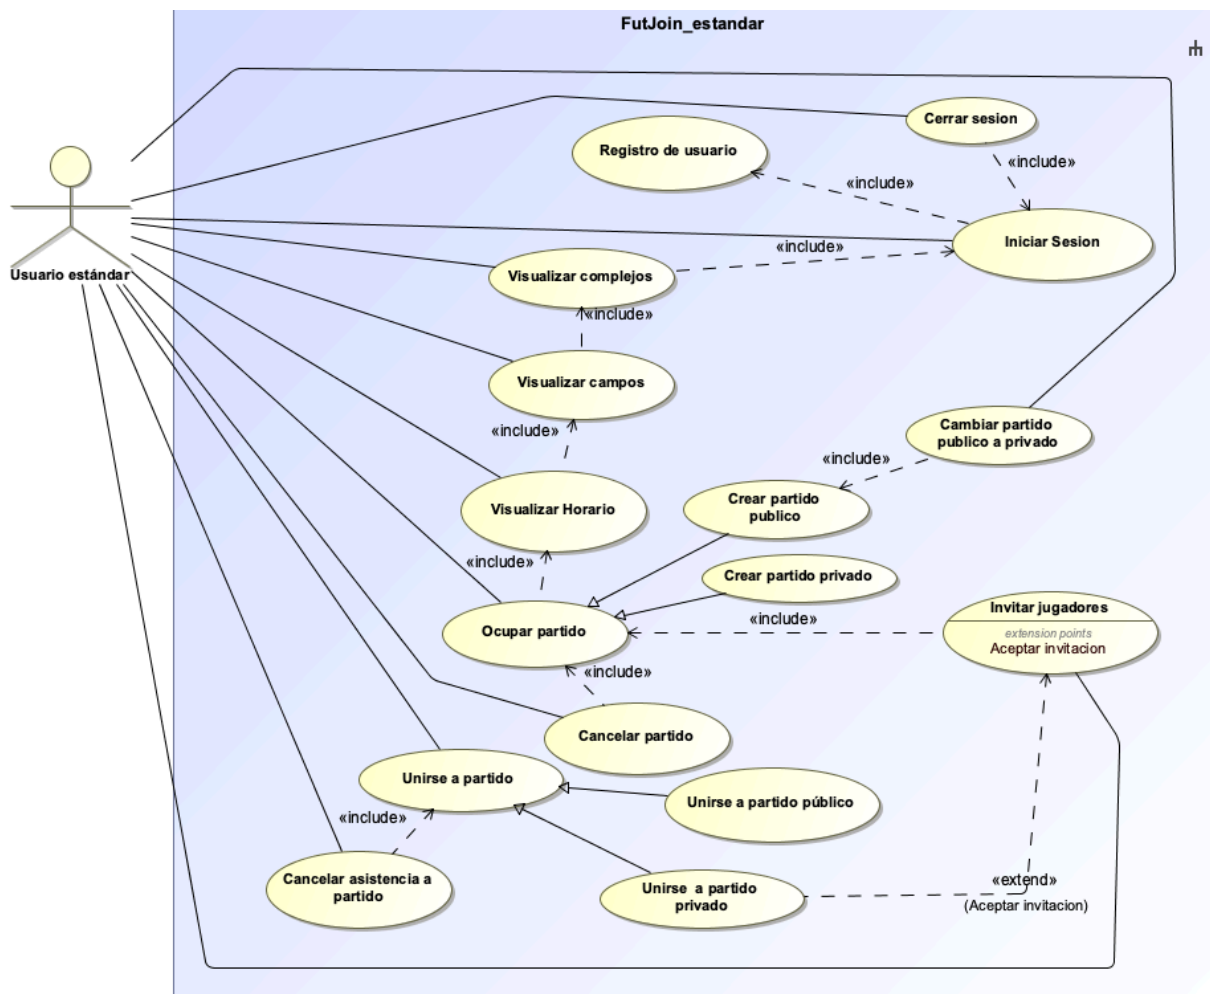 FutJoin_estandar
Cerrar sesion
Registro de usuario
«include»
«include»
Iniciar Sesion
«include»
Usuario estándar
Visualizar complejos
«include»
Visualizar campos
Cambiar partido
publico a privado
«include»
«include»
Crear partido
publico
Visualizar Horario
«include»
Crear partido privado
Invitar jugadores
«include»
Ocupar partido
extension points
Aceptar invitacion
«include»
Cancelar partido
Unirse a partido
Unirse a partido público
«include»
Cancelar asistencia a
partido
Unirse a partido
privado
«extend»
(Aceptar invitacion)